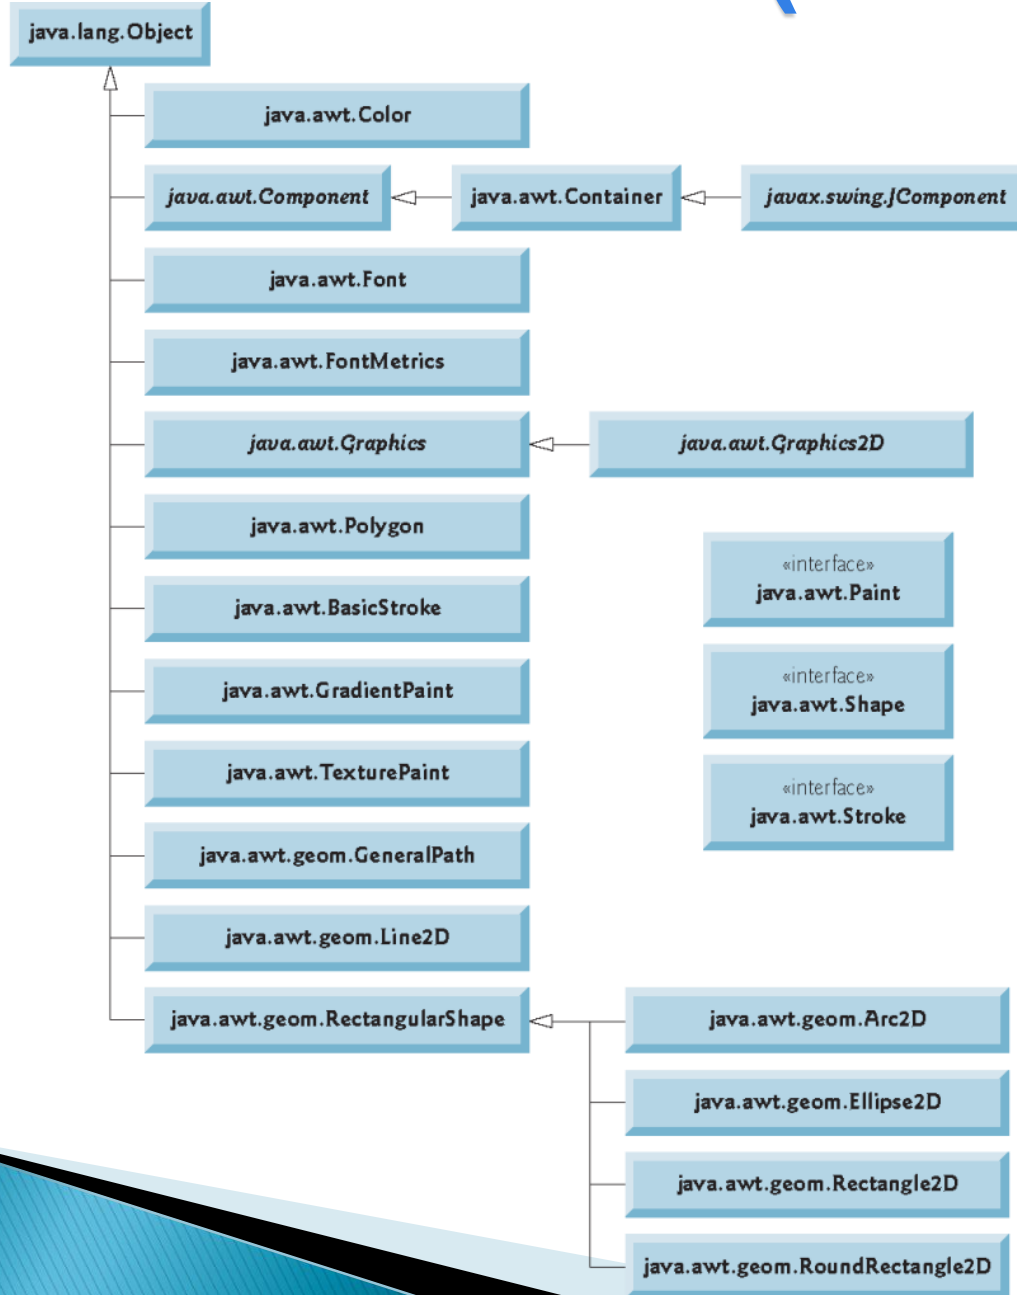 java.lang.Object
java.awt.Color
java.awt.Component
java.awt.Container
javax.swing.JComponent
java.awt.Font
java.awt.FontMetrics
java.awt.Graphics
java.awt.Graphics2D
java.awt.Polygon
«interface»
java.awt.Paint
java.awt.BasicStroke
«interface»
java.awt.Shape
java.awt.GradientPaint
java.awt.TexturePaint
«interface»
java.awt.Stroke
java.awt.geom.GeneralPath
java.awt.geom.Line2D
java.awt.geom.RectangularShape
java.awt.geom.Arc2D
java.awt.geom.Ellipse2D
java.awt.geom.Rectangle2D
java.awt.geom.RoundRectangle2D